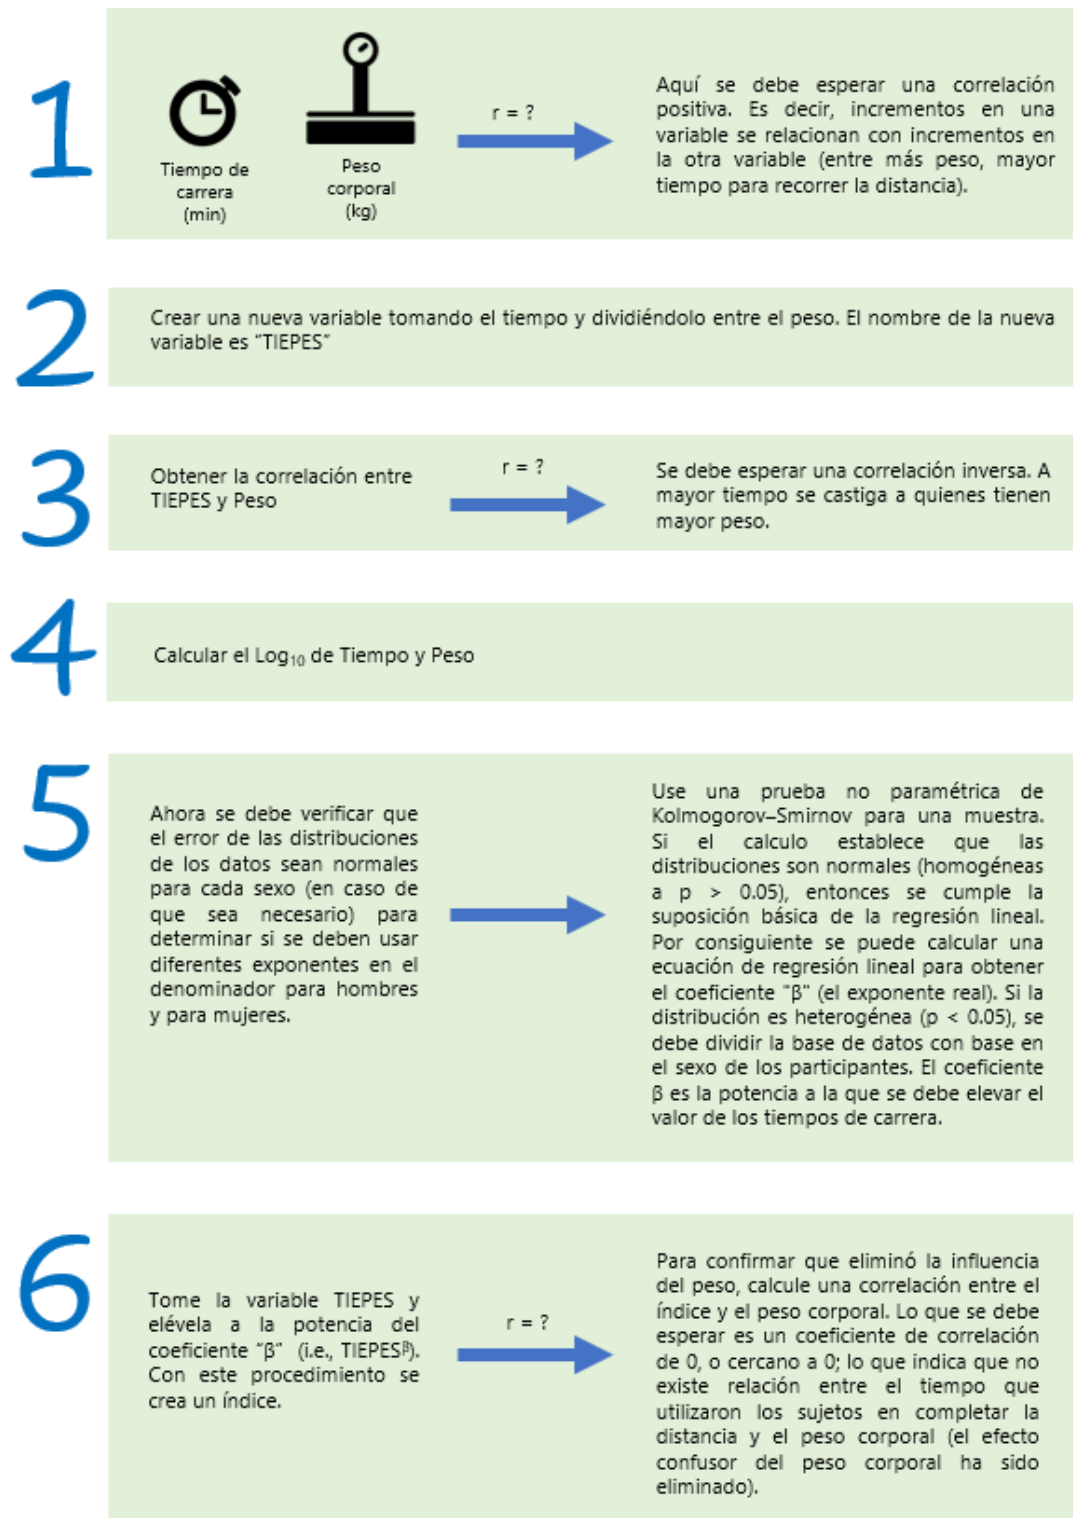 1
Tiempo de
carrera
(min)
Peso
corporal
(kg)
r = ?
Aquí se debe esperar una correlación
positiva. Es decir, incrementos en una
variable se relacionan con incrementos en
la otra variable (entre más peso, mayor
tiempo para recorrer la distancia).
2
Crear una nueva variable tomando el tiempo y dividiéndolo entre el peso. El nombre de la nueva
variable es "TIEPES"
3
Obtener la correlación entre
TIEPES y Peso
r = ?
Se debe esperar una correlación inversa. A
mayor tiempo se castiga a quienes tienen
mayor peso.
4
Calcular el Log₁₀ de Tiempo y Peso
5
Ahora se debe verificar que
el error de las distribuciones
de los datos sean normales
para cada sexo (en caso de
que sea necesario) para
determinar si se deben usar
diferentes exponentes en el
denominador para hombres
y para mujeres.
Use una prueba no paramétrica de
Kolmogorov–Smirnov para una muestra.
Si el calculo establece que las
distribuciones son normales (homogéneas
a p > 0.05), entonces se cumple la
suposición básica de la regresión lineal.
Por consiguiente se puede calcular una
ecuación de regresión lineal para obtener
el coeficiente "β" (el exponente real). Si la
distribución es heterogénea (p < 0.05), se
debe dividir la base de datos con base en
el sexo de los participantes. El coeficiente
β es la potencia a la que se debe elevar el
valor de los tiempos de carrera.
6
Tome la variable TIEPES y
elévela a la potencia del
coeficiente "β" (i.e., TIEPESᵝ).
Con este procedimiento se
crea un índice.
r = ?
Para confirmar que eliminó la influencia
del peso, calcule una correlación entre el
índice y el peso corporal. Lo que se debe
esperar es un coeficiente de correlación
de 0, o cercano a 0; lo que indica que no
existe relación entre el tiempo que
utilizaron los sujetos en completar la
distancia y el peso corporal (el efecto
confusor del peso corporal ha sido
eliminado).